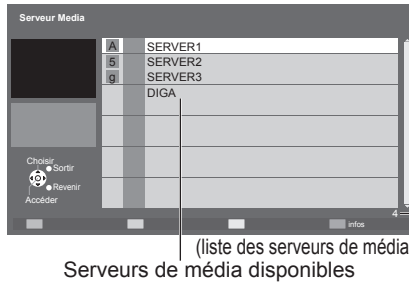 Serveur Media
A SERVER1
5 SERVER2
g SERVER3
DIGA
Choisir
Sortir
Revenir
Accéder
4
infos
(liste des serveurs de média
Serveurs de média disponibles